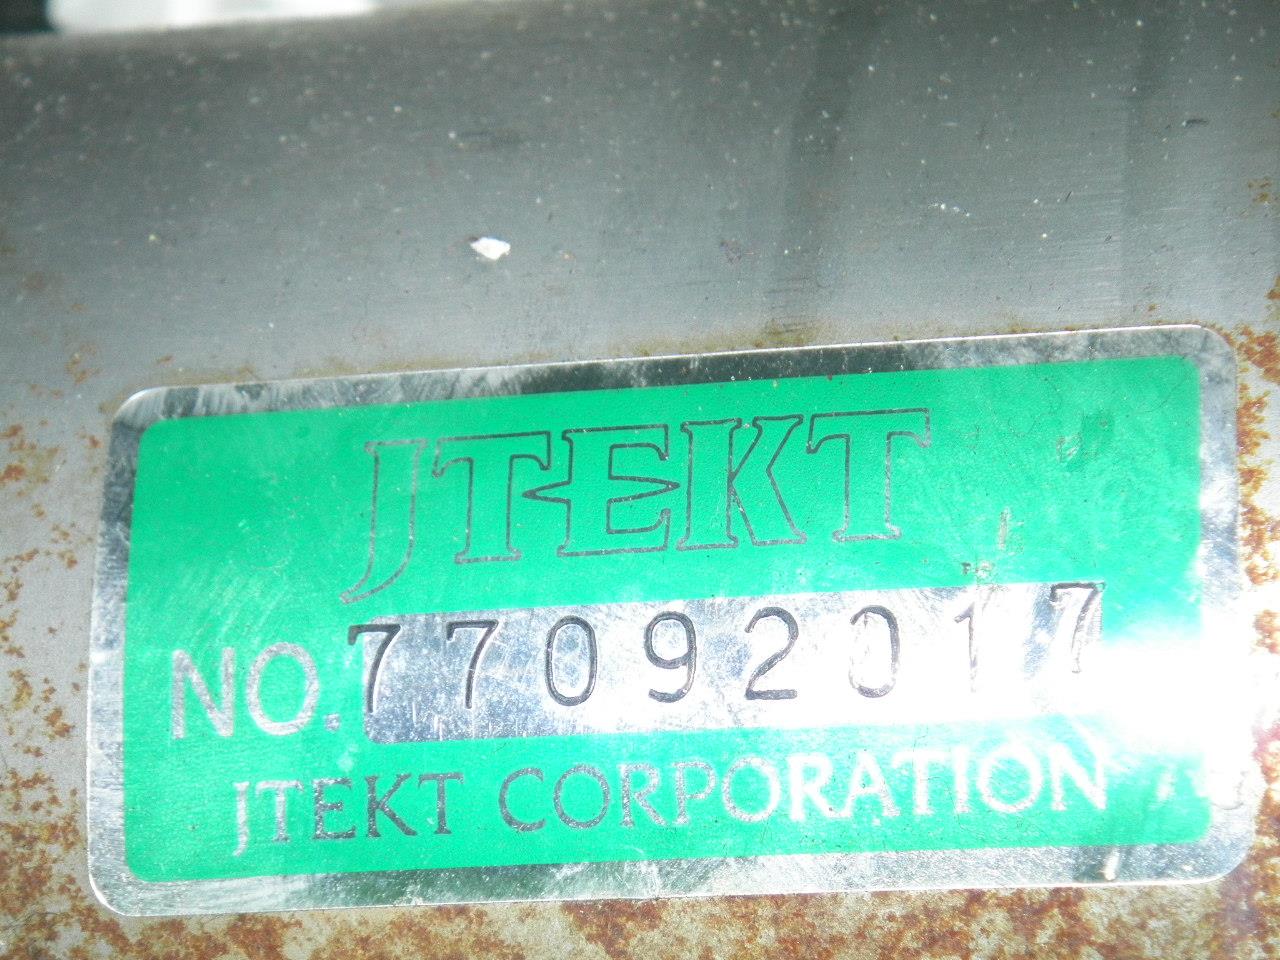 JTEKT
NO. 77092017
JTEKT CORPORATION